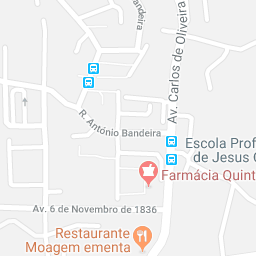 andeira
Av. Carlos de Oliveira
R. António Bandeira
Escola Prof
de Jesus
Farmácia Quint
Av. 6 de Novembro de 1836
Restaurante
Moagem ementa